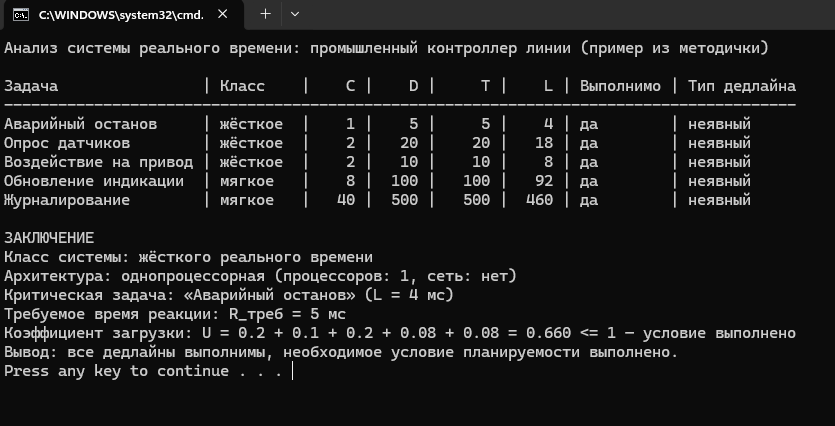 C:\WINDOWS\system32\cmd.
Анализ системы реального времени: промышленный контроллер линии (пример из методички)
Задача | Класс | C | D | T | L | Выполнимо | Тип дедлайна
----------------------------------------------------------------------------------------
Аварийный останов | жёсткое | 1 | 5 | 5 | 4 | да | неявный
Опрос датчиков | жёсткое | 2 | 20 | 20 | 18 | да | неявный
Воздействие на привод | жёсткое | 2 | 10 | 10 | 8 | да | неявный
Обновление индикации | мягкое | 8 | 100 | 100 | 92 | да | неявный
Журналирование | мягкое | 40 | 500 | 500 | 460 | да | неявный
ЗАКЛЮЧЕНИЕ
Класс системы: жёсткого реального времени
Архитектура: однопроцессорная (процессоров: 1, сеть: нет)
Критическая задача: «Аварийный останов» (L = 4 мс)
Требуемое время реакции: R_треб = 5 мс
Коэффициент загрузки: U = 0.2 + 0.1 + 0.2 + 0.08 + 0.08 = 0.660 <= 1 — условие выполнено
Вывод: все дедлайны выполнимы, необходимое условие планируемости выполнено.
Press any key to continue . . .